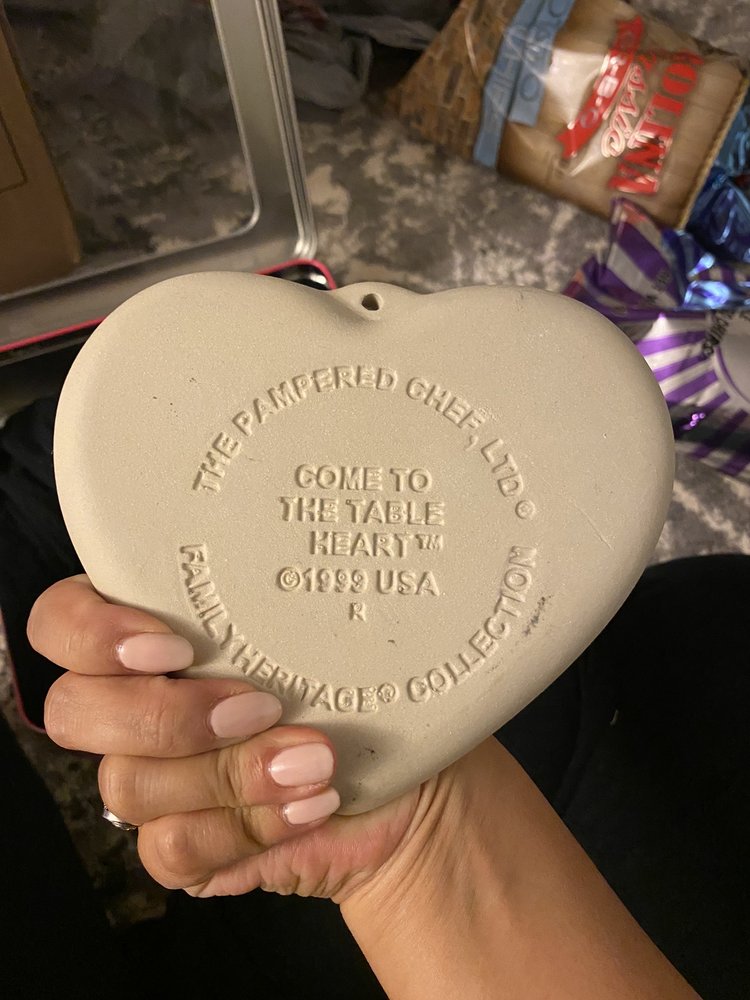 THE PAMPERED CHEF, LTD®
COME TO
THE TABLE
HEART™
©1999 USA
R
FAMILY HERITAGE® COLLECTION